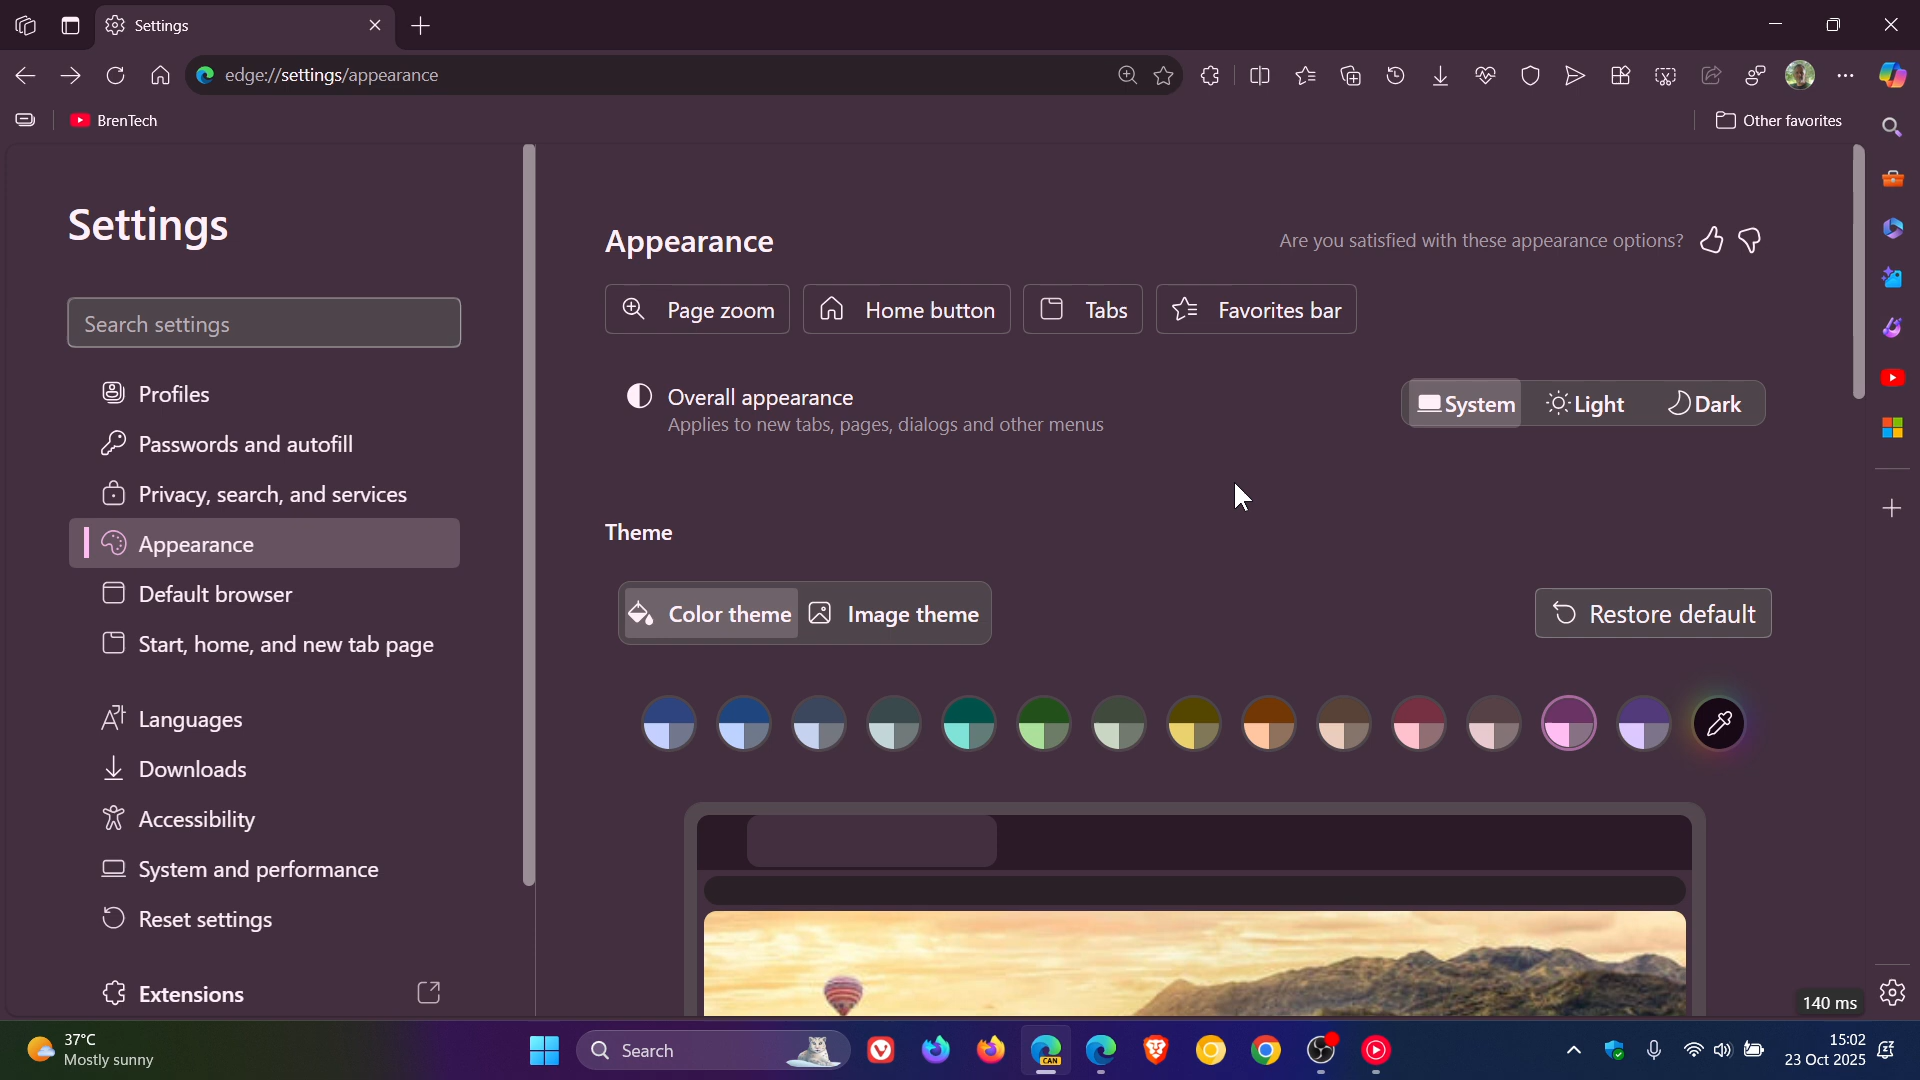 Settings
edge://settings/appearance
BrenTech
Other favorites
Settings
Search settings
Profiles
Passwords and autofill
Privacy, search, and services
Appearance
Default browser
Start, home, and new tab page
Languages
Downloads
Accessibility
System and performance
Reset settings
Extensions
Appearance
Are you satisfied with these appearance options?
Page zoom
Home button
Tabs
Favorites bar
Overall appearance
Applies to new tabs, pages, dialogs and other menus
System
Light
Dark
Theme
Color theme
Image theme
Restore default
140 ms
37°C
Mostly sunny
Search
CAN
15:02
23 Oct 2025